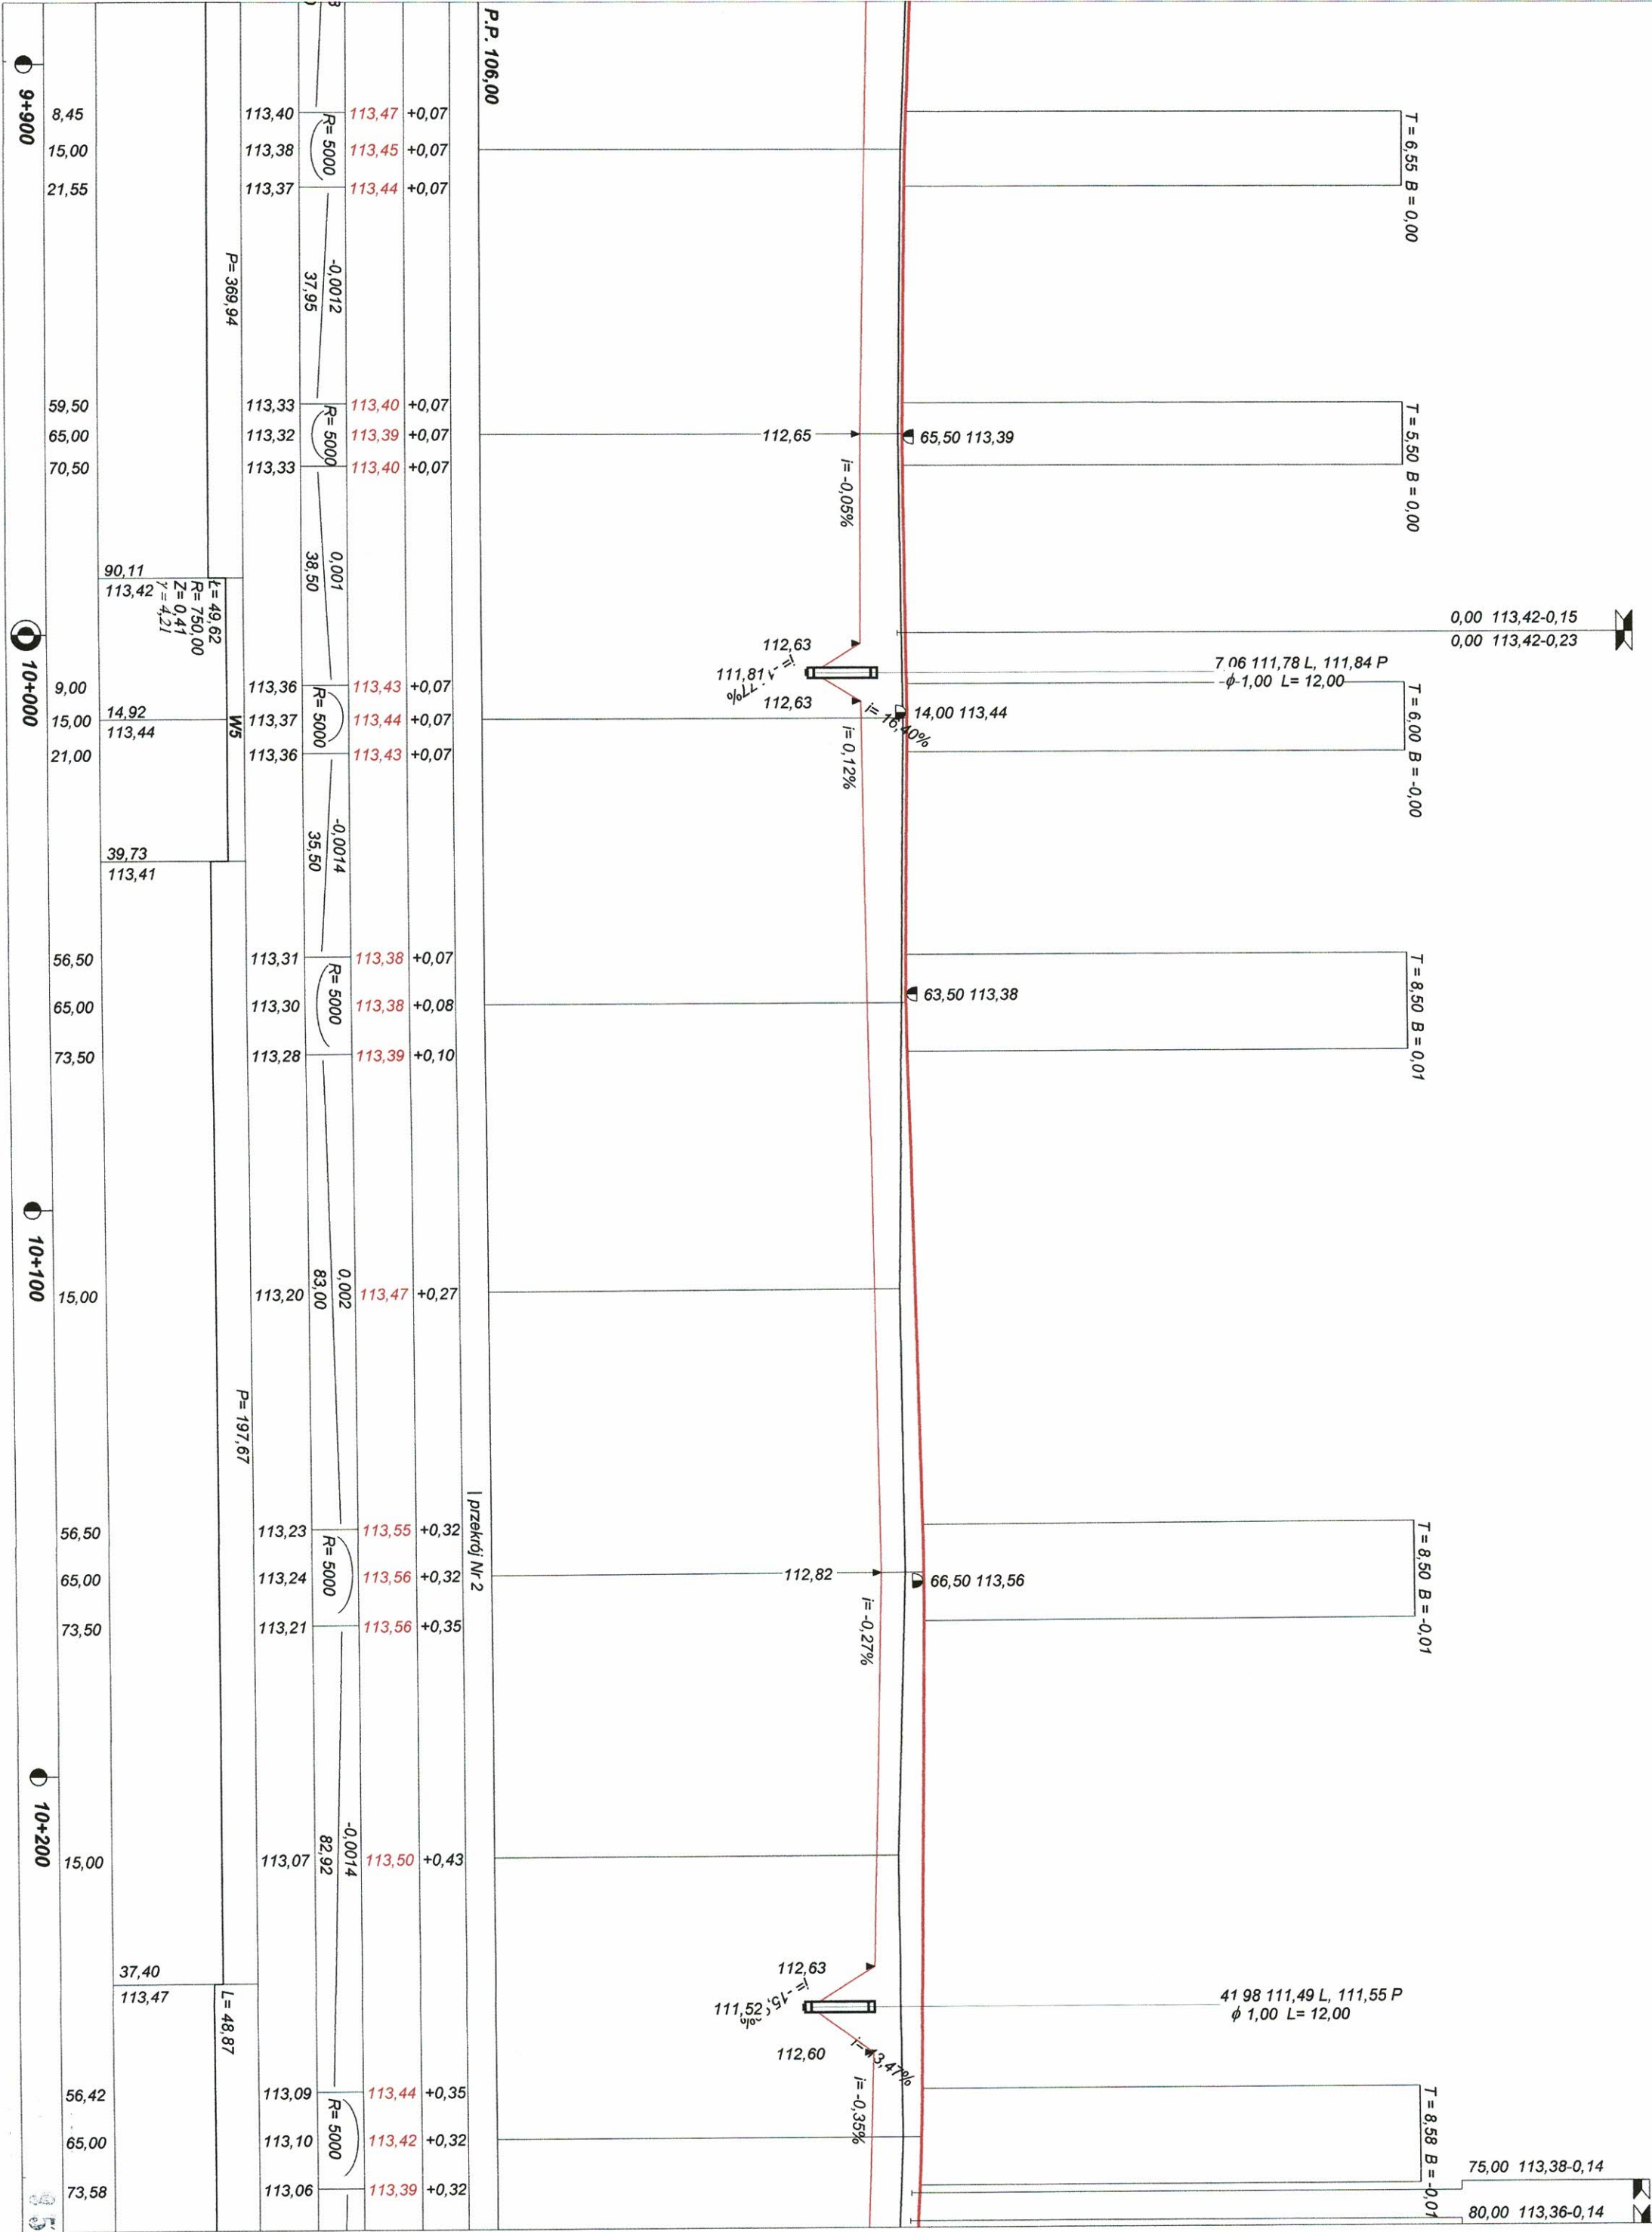 P.P. 106,00
T = 6,55 B = 0,00
8,45 113,40 113,47 +0,07
R= 5000
15,00 113,38 113,45 +0,07
21,55 113,37 113,44 +0,07
9+900
P= 369,94
-0,0012
37,95
T = 5,50 B = 0,00
59,50 113,33 113,40 +0,07
R= 5000
65,00 113,32 113,39 +0,07
112,65
65,50 113,39
70,50 113,33 113,40 +0,07
i= -0,05%
0,001
38,50
90,11
113,42
Ł= 49,62
R= 750,00
Z= 0,41
γ = 4,21
0,00 113,42-0,15
0,00 113,42-0,23
112,63
7,06 111,78 L, 111,84 P
ϕ 1,00 L= 12,00
111,81
112,63
10+000
T = 6,00 B = -0,00
9,00 113,36 113,43 +0,07
R= 5000
14,92
113,44
W5
15,00 113,37 113,44 +0,07
14,00 113,44
i= 16,40%
21,00 113,36 113,43 +0,07
i= 0,12%
-0,0014
35,50
39,73
113,41
T = 8,50 B = 0,01
56,50 113,31 113,38 +0,07
R= 5000
63,50 113,38
65,00 113,30 113,38 +0,08
73,50 113,28 113,39 +0,10
10+100
0,002
83,00
15,00 113,20 113,47 +0,27
P= 197,67
przekrój Nr 2
T = 8,50 B = -0,01
56,50 113,23 113,55 +0,32
R= 5000
65,00 113,24 113,56 +0,32
112,82
66,50 113,56
73,50 113,21 113,56 +0,35
i= -0,27%
10+200
-0,0014
82,92
15,00 113,07 113,50 +0,43
37,40
113,47
L= 48,87
112,63
41,98 111,49 L, 111,55 P
ϕ 1,00 L= 12,00
111,52
112,60
i= 13,47%
i= -0,35%
T = 8,58 B = -0,01
56,42 113,09 113,44 +0,35
R= 5000
65,00 113,10 113,42 +0,32
73,58 113,06 113,39 +0,32
75,00 113,38-0,14
80,00 113,36-0,14